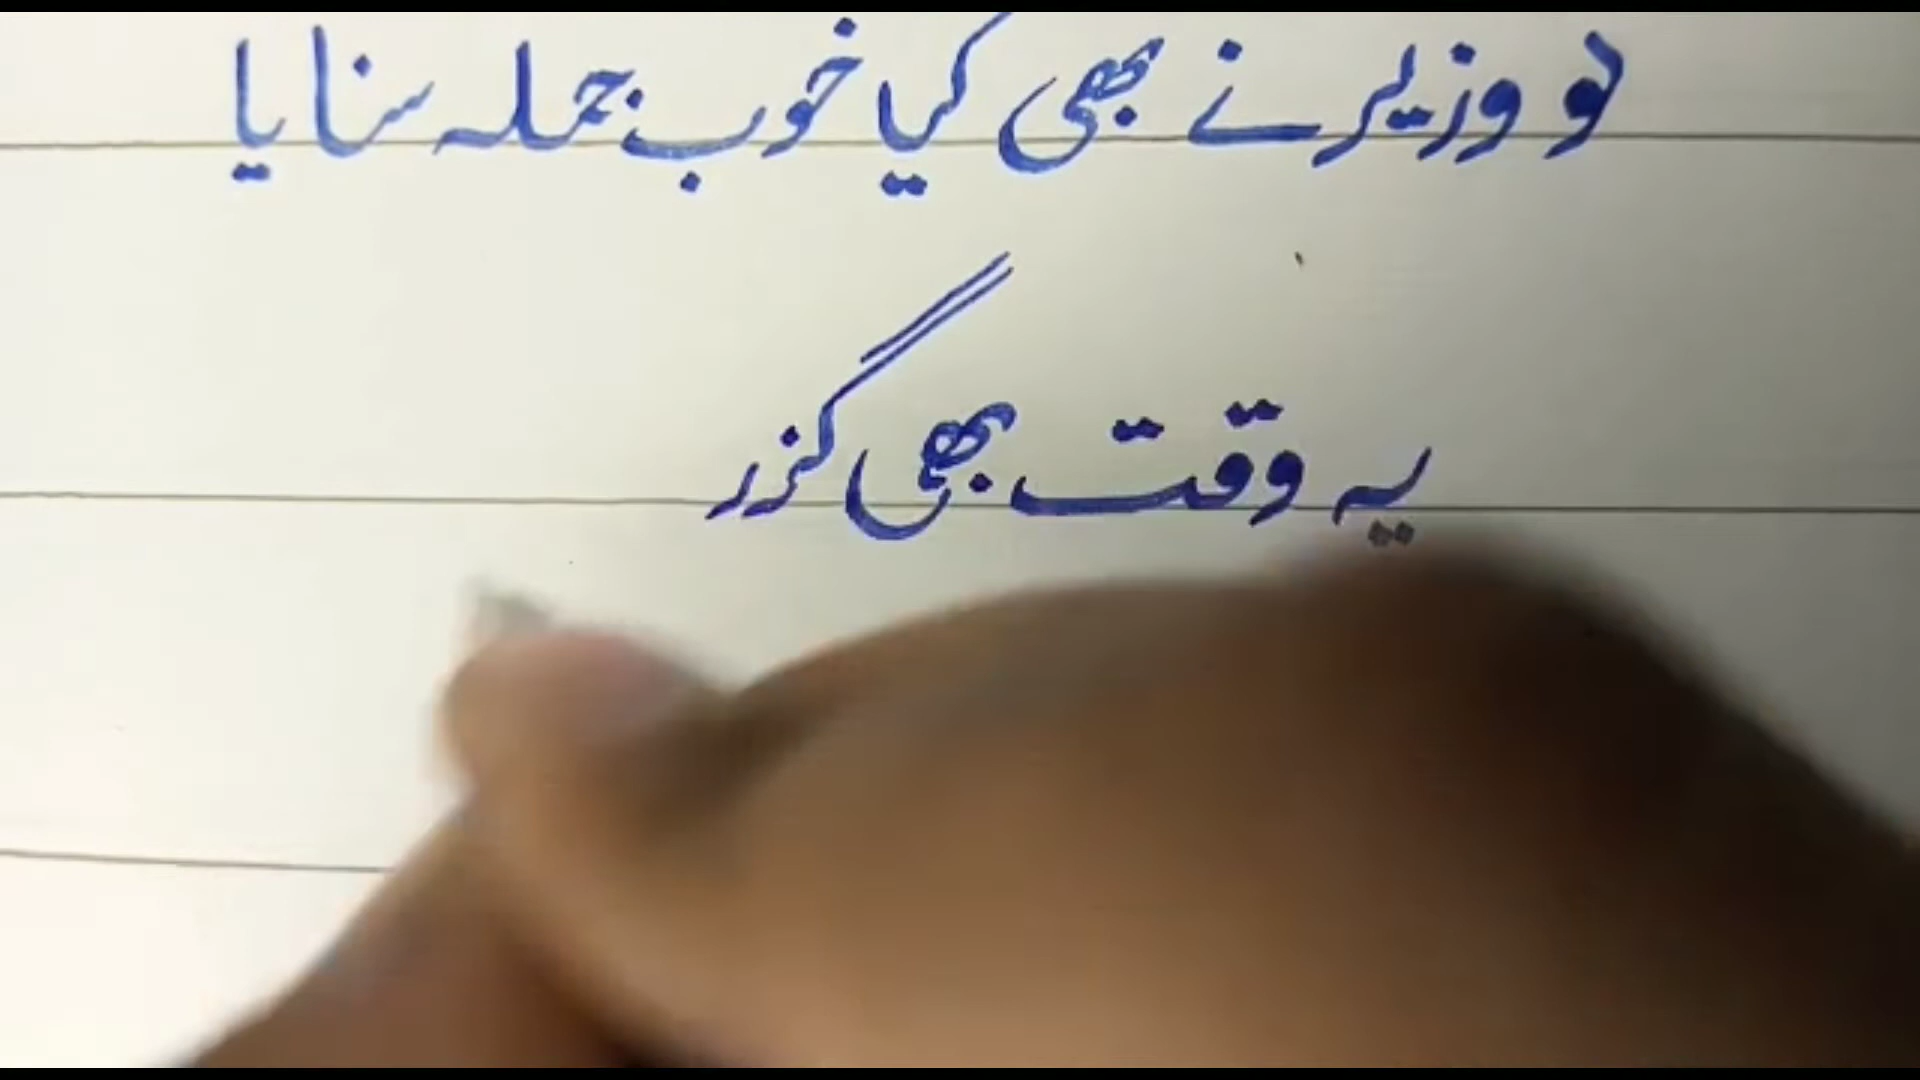 تو وزیر نے بھی کیا خوب جملہ سنایا
یہ وقت بھی گزر